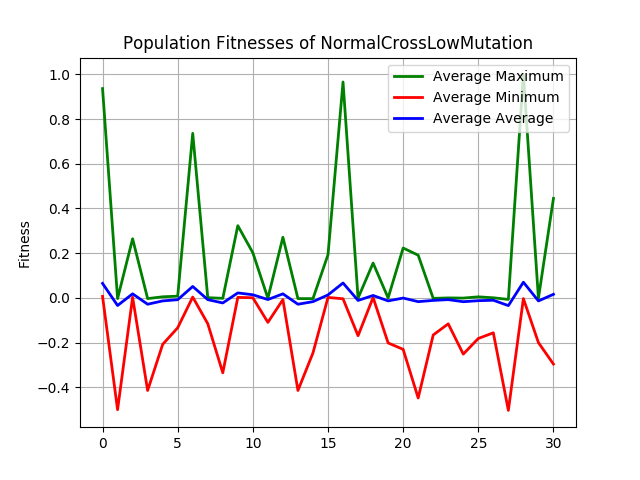 Population Fitnesses of NormalCrossLowMutation
Average Maximum
Average Minimum
Average Average
Fitness
1.0
0.8
0.6
0.4
0.2
0.0
−0.2
−0.4
0 5 10 15 20 25 30